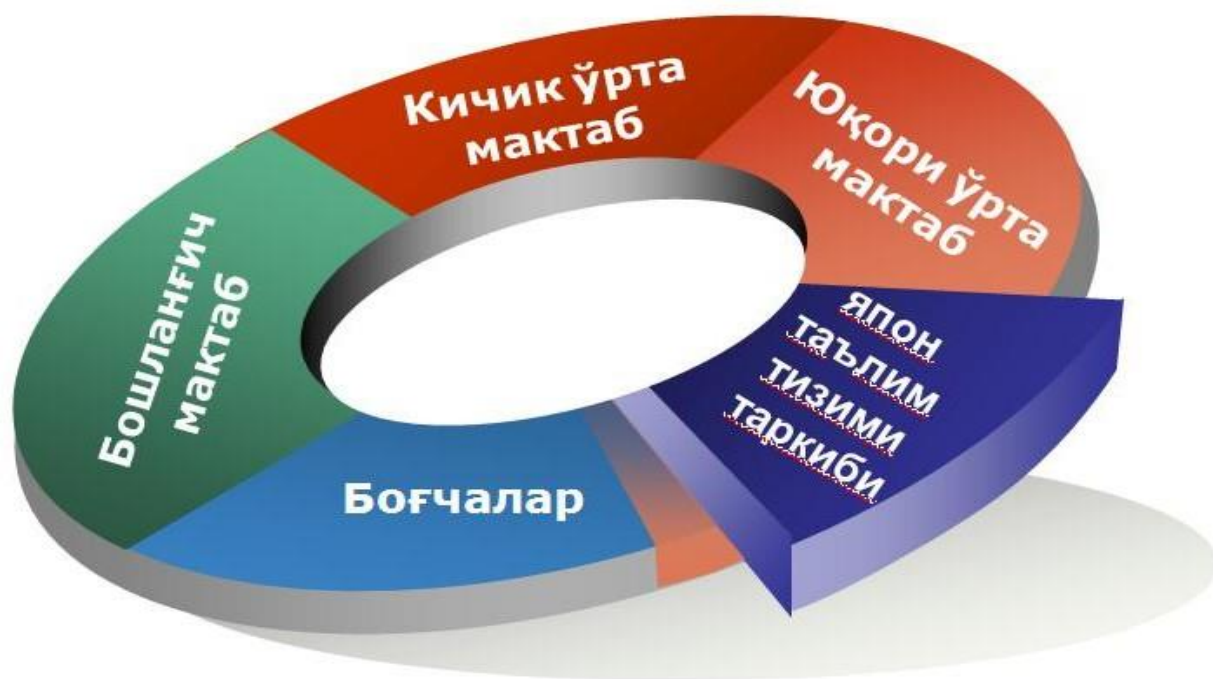 Кичик ўрта
мактаб
Юқори ўрта
мактаб
Бошланғич
мактаб
Боғчалар
япон
таълим
тизими
таркиби